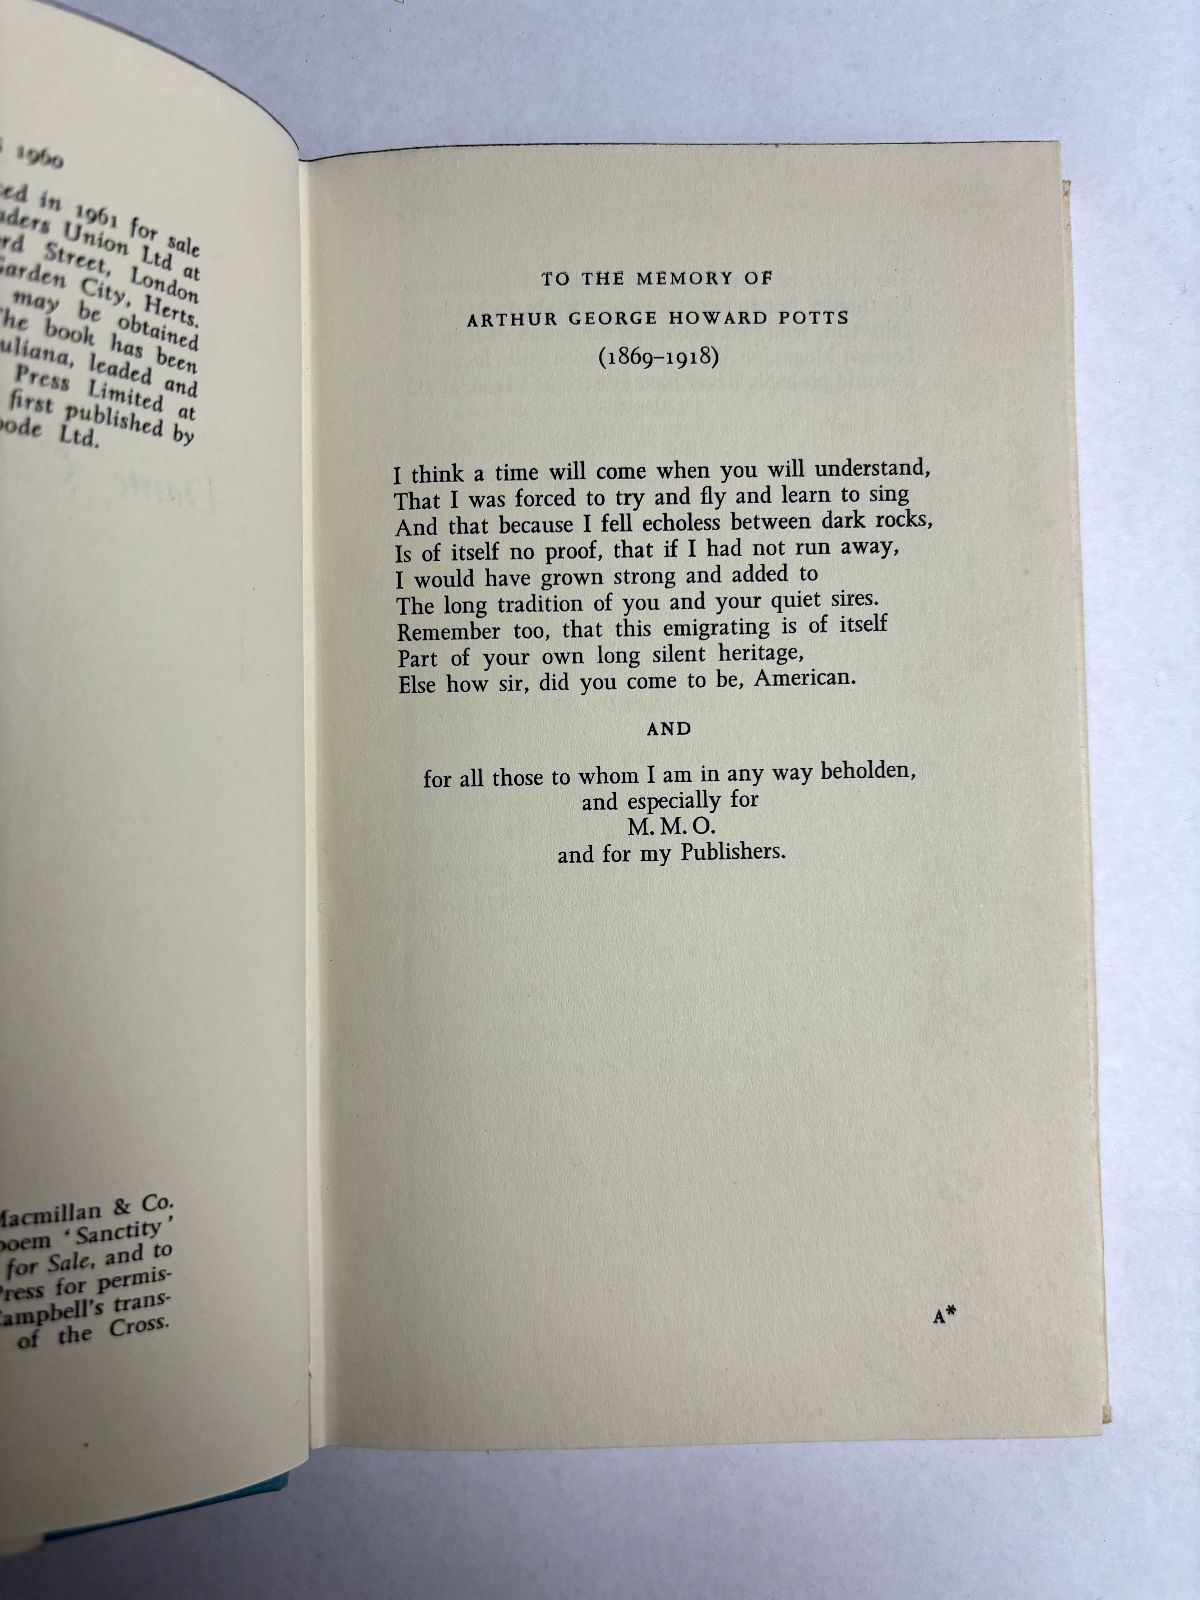 1960
ed in 1961 for sale
Union Ltd at
Street, London
Garden City, Herts.
may be obtained
The book has been
leaded and
Press Limited at
first published by
Ltd.
Macmillan & Co.
poem ‘Sanctity’
for Sale, and to
Press for permis-
Campbell's trans-
of the Cross.
TO THE MEMORY OF
ARTHUR GEORGE HOWARD POTTS
(1869–1918)
I think a time will come when you will understand,
That I was forced to try and fly and learn to sing
And that because I fell echoless between dark rocks,
Is of itself no proof, that if I had not run away,
I would have grown strong and added to
The long tradition of you and your quiet sires.
Remember too, that this emigrating is of itself
Part of your own long silent heritage,
Else how sir, did you come to be, American.
AND
for all those to whom I am in any way beholden,
and especially for
M. M. O.
and for my Publishers.
A*